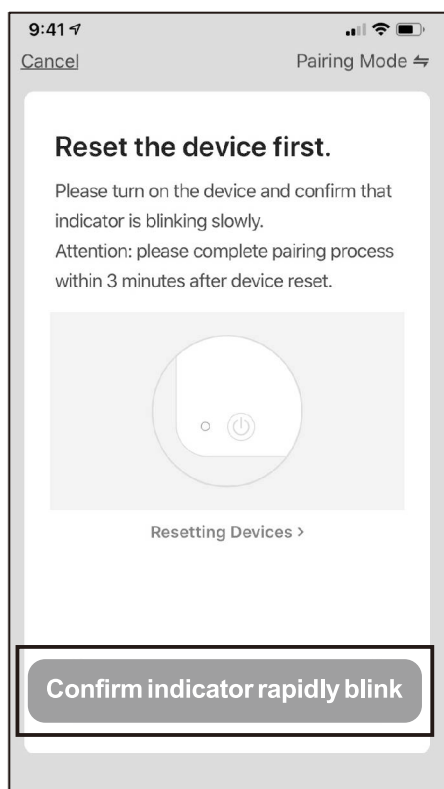 9:41
Cancel
Pairing Mode ⇋
Reset the device first.
Please turn on the device and confirm that
indicator is blinking slowly.
Attention: please complete pairing process
within 3 minutes after device reset.
Resetting Devices >
Confirm indicator rapidly blink